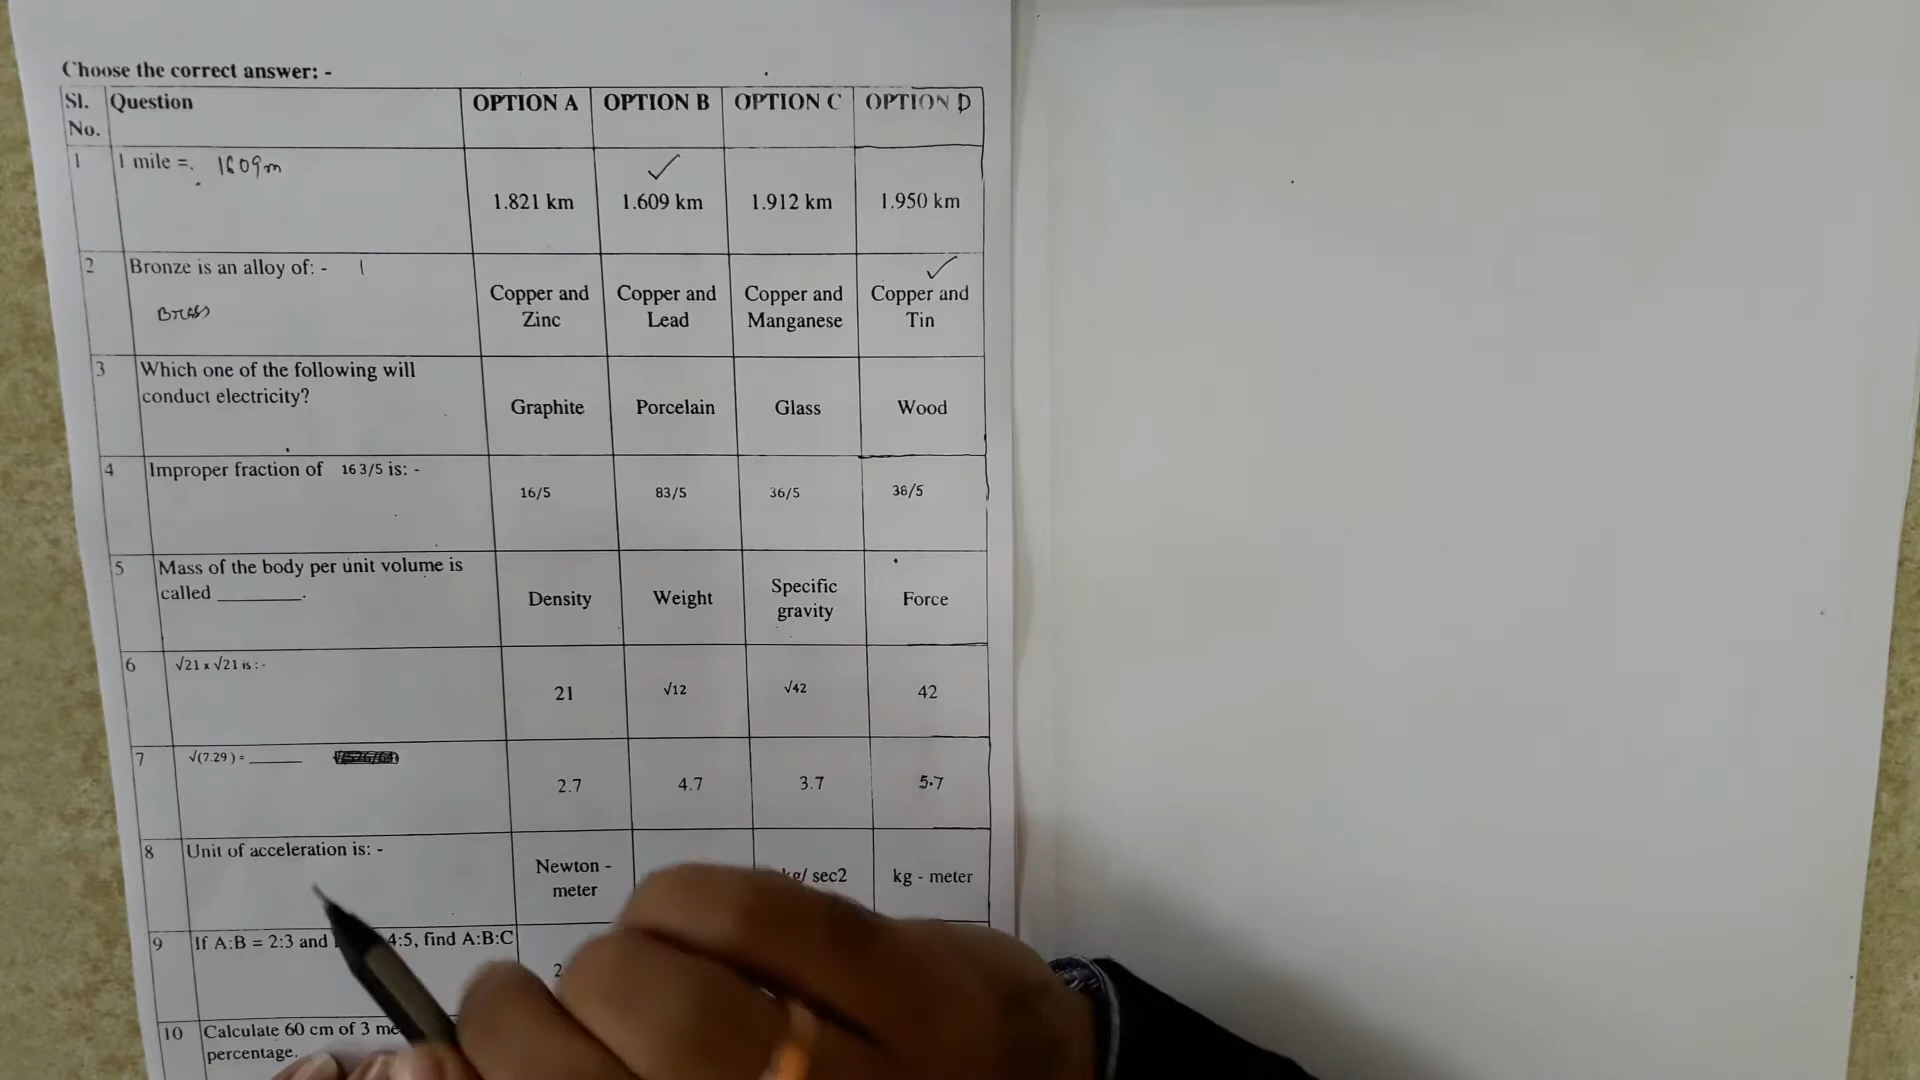 Choose the correct answer: -
Sl. No. Question OPTION A OPTION B OPTION C OPTION D
1 1 mile =. 1609m 1.821 km 1.609 km 1.912 km 1.950 km
2 Bronze is an alloy of: - Copper and Zinc Copper and Lead Copper and Manganese Copper and Tin
Brass
3 Which one of the following will conduct electricity? Graphite Porcelain Glass Wood
4 Improper fraction of 16 3/5 is: - 16/5 83/5 36/5 38/5
5 Mass of the body per unit volume is called ________. Density Weight Specific gravity Force
6 √21 x √21 is : - 21 √12 √42 42
7 √(7.29 ) = ______ 2.7 4.7 3.7 5.7
8 Unit of acceleration is: - Newton - meter kg/ sec2 kg - meter
9 If A:B = 2:3 and 4:5, find A:B:C 2
10 Calculate 60 cm of 3 percentage.